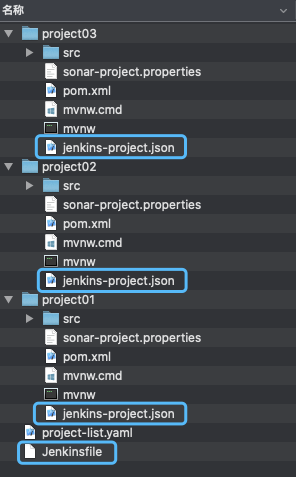 名称
project03
src
sonar-project.properties
pom.xml
mvnw.cmd
mvnw
jenkins-project.json
project02
src
sonar-project.properties
pom.xml
mvnw.cmd
mvnw
jenkins-project.json
project01
src
sonar-project.properties
pom.xml
mvnw.cmd
mvnw
jenkins-project.json
project-list.yaml
Jenkinsfile